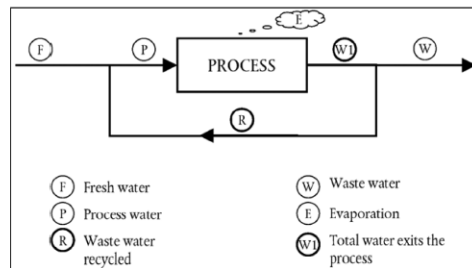 E
F
P
PROCESS
W1
W
R
F Fresh water
P Process water
R Waste water
recycled
W Waste water
E Evaporation
W1 Total water exits the
process